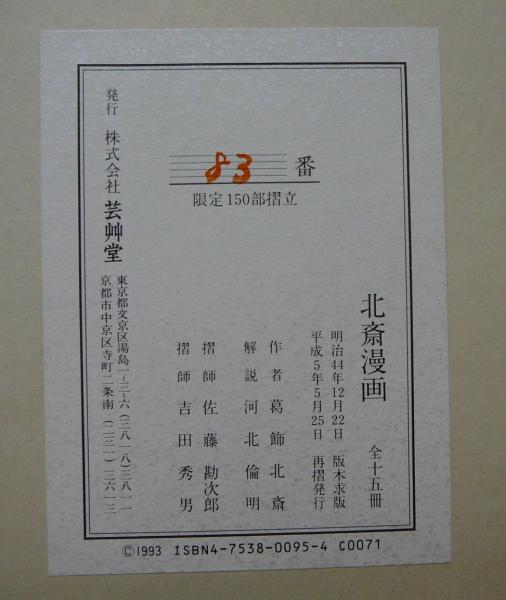 83 番
限定150部摺立
北斎漫画 全十五冊
明治44年12月22日 版木求版
平成5年5月25日 再摺発行
作者 葛飾北斎
解説 河北倫明
摺師 佐藤勘次郎
摺師 吉田秀男
発行 株式会社 芸艸堂
東京都文京区湯島一−三−六(三八一八)三八一一
京都市中京区寺町二条南(二三一)三六一三
©1993 ISBN4-7538-0095-4 C0071